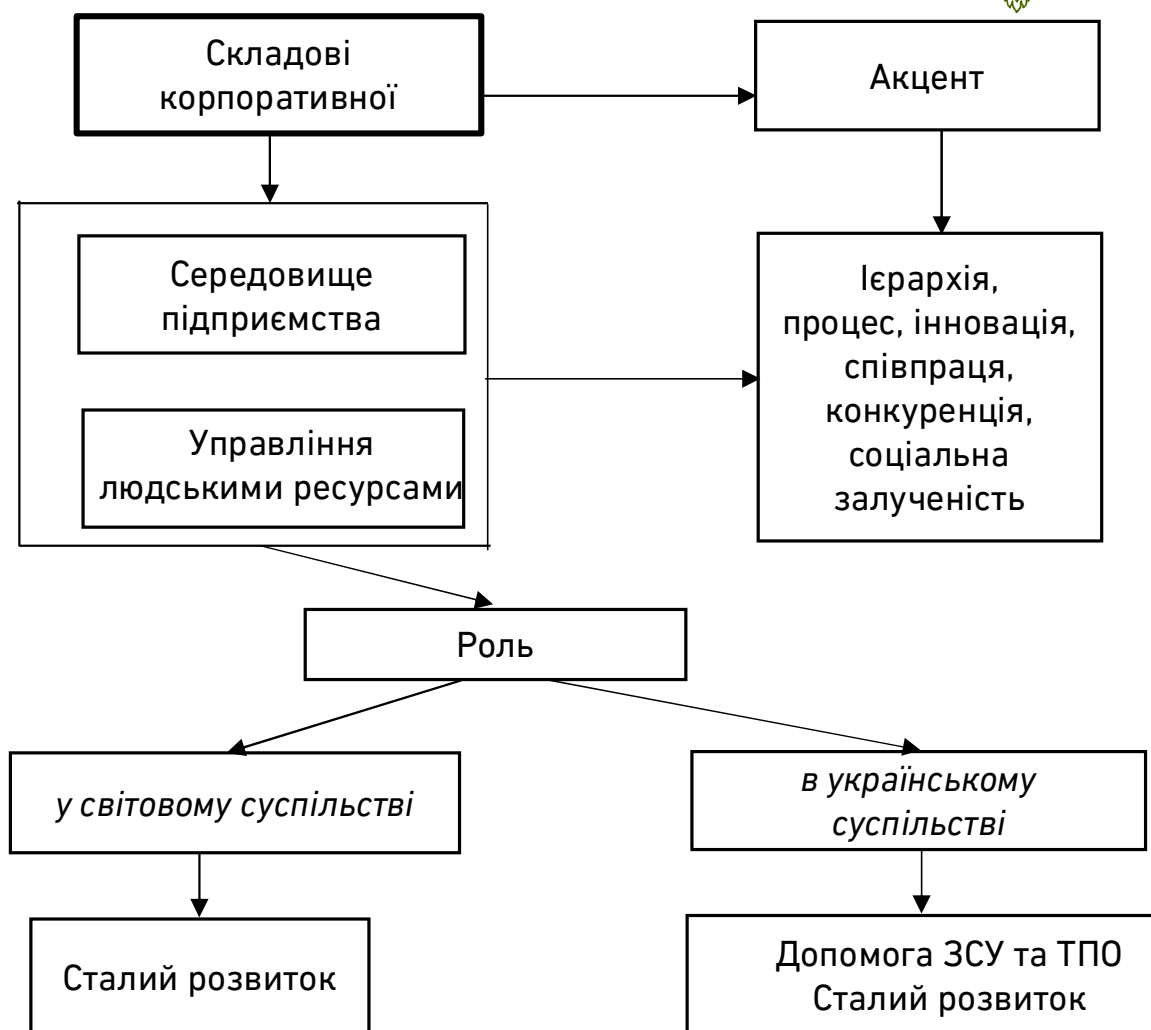 Складові
корпоративної
Акцент
Середовище
підприємства
Управління
людськими ресурсами
Ієрархія,
процес, інновація,
співпраця,
конкуренція,
соціальна
залученість
Роль
у світовому суспільстві
в українському
суспільстві
Сталий розвиток
Допомога ЗСУ та ТПО
Сталий розвиток